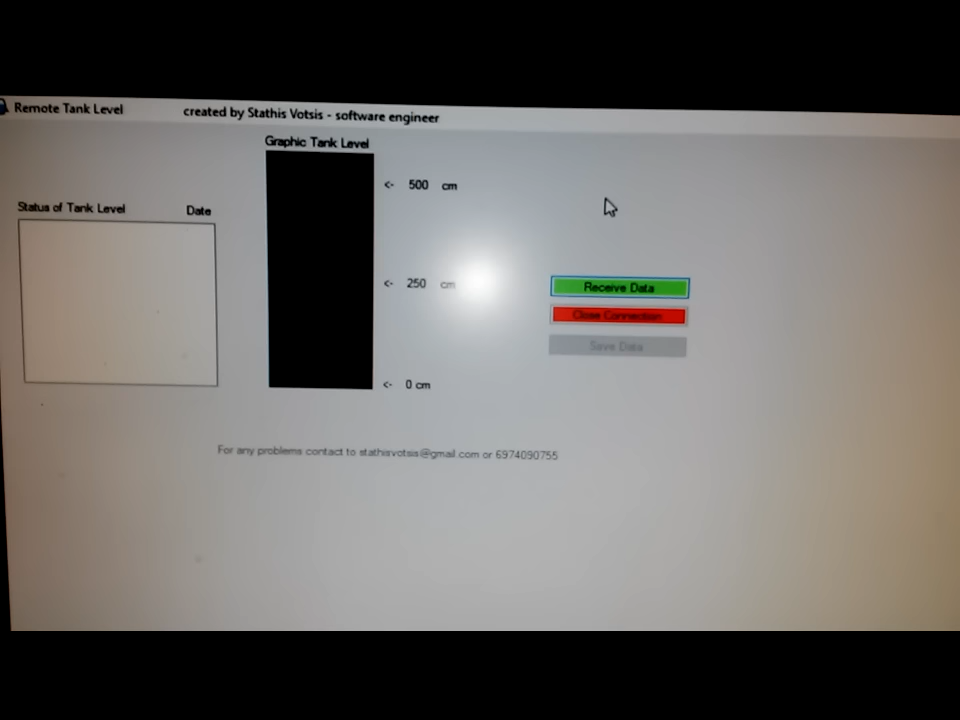 Remote Tank Level created by Stathis Votsis - software engineer
Graphic Tank Level
<- 500 cm
Status of Tank Level Date
<- 250 cm
Receive Data
Close Connection
Save Data
<- 0 cm
For any problems contact to stathisvotsis@gmail.com or 6974090755